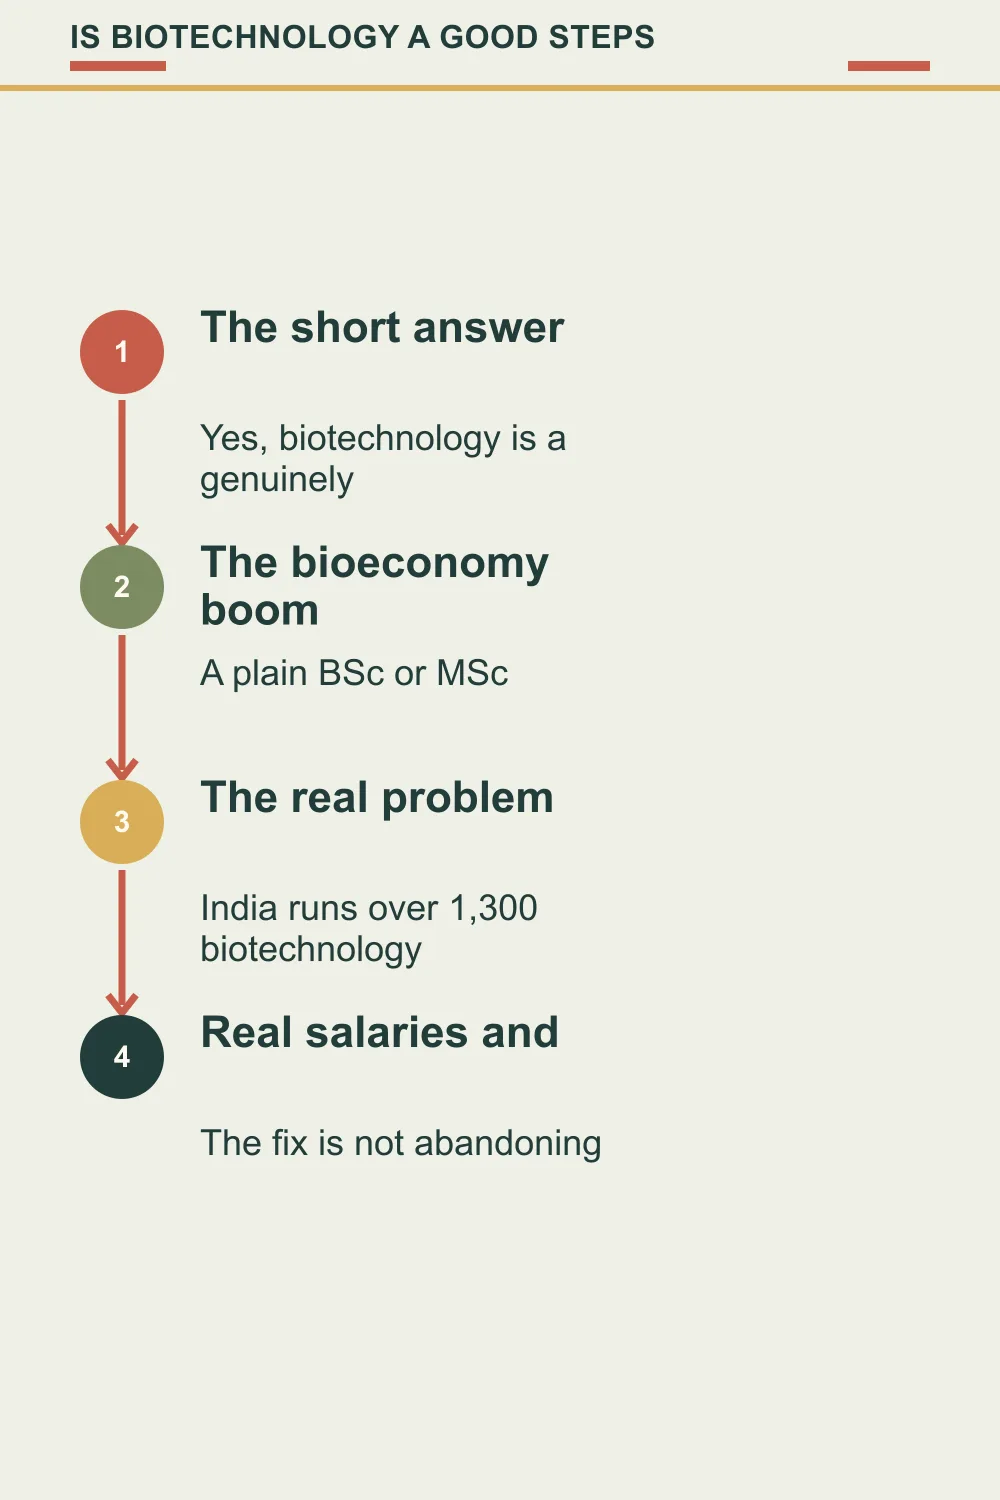 IS BIOTECHNOLOGY A GOOD STEPS
1
The short answer
Yes, biotechnology is a
genuinely
2
The bioeconomy
boom
A plain BSc or MSc
3
The real problem
India runs over 1,300
biotechnology
4
Real salaries and
The fix is not abandoning